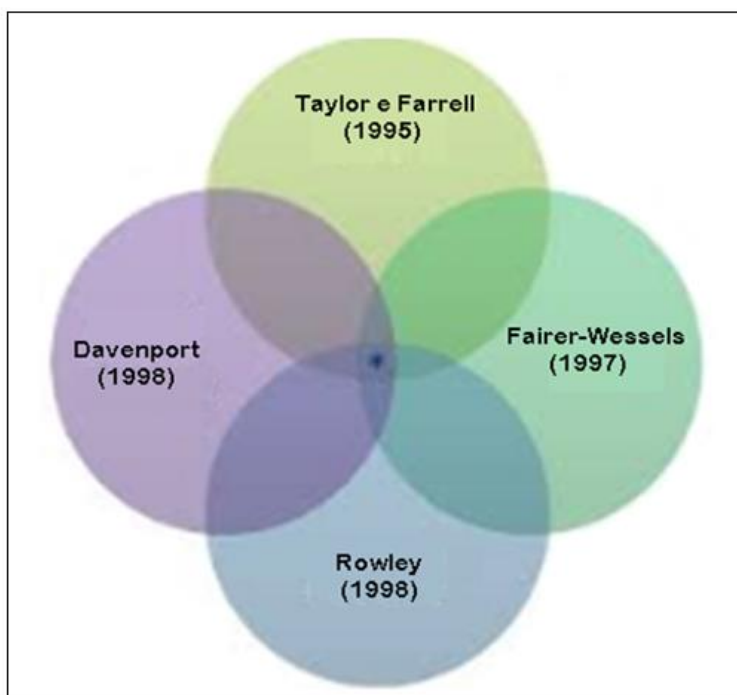 Taylor e Farrell
(1995)
Davenport
(1998)
Fairer-Wessels
(1997)
Rowley
(1998)